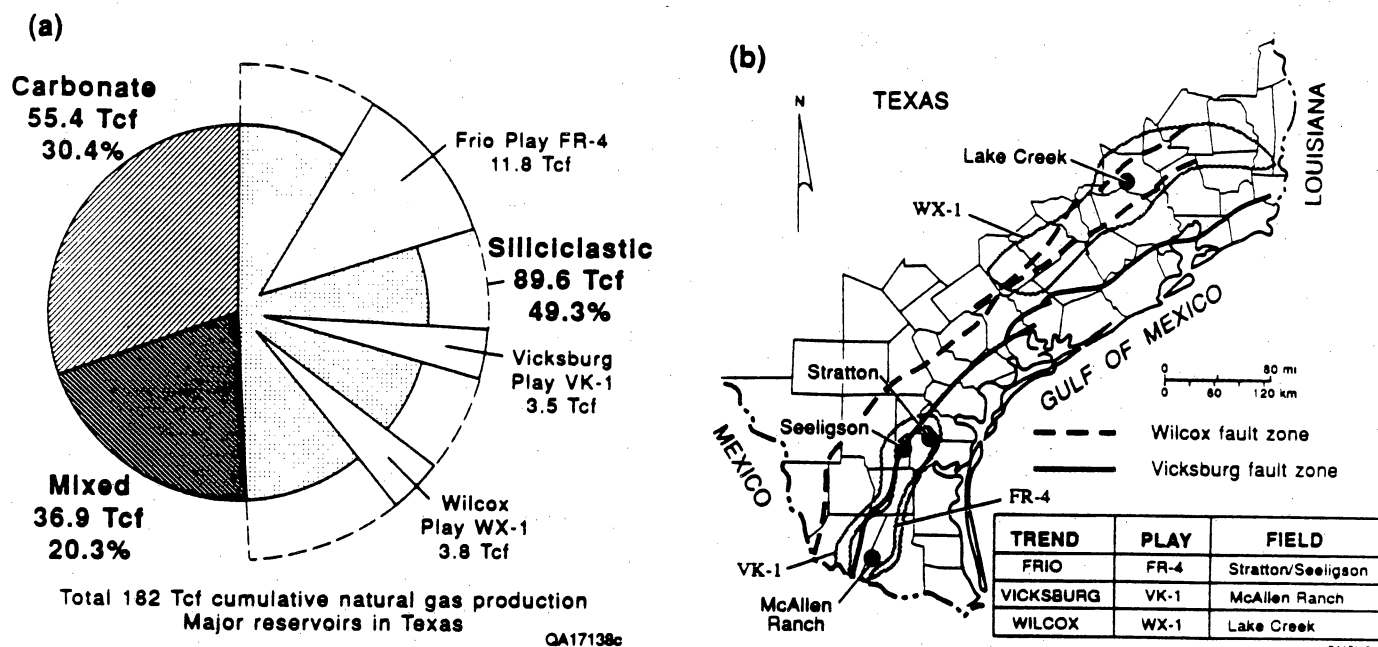 (a)
Carbonate
55.4 Tcf
30.4%
Frio Play FR-4
11.8 Tcf
Siliciclastic
89.6 Tcf
49.3%
Vicksburg
Play VK-1
3.5 Tcf
Mixed
36.9 Tcf
20.3%
Wilcox
Play WX-1
3.8 Tcf
Total 182 Tcf cumulative natural gas production
Major reservoirs in Texas
QA17138c
(b)
N
TEXAS
LOUISIANA
Lake Creek
WX-1
GULF OF MEXICO
Stratton
Seeligson
MEXICO
0 80 mi
0 60 120 km
Wilcox fault zone
Vicksburg fault zone
FR-4
VK-1
McAllen
Ranch
TREND PLAY FIELD
FRIO FR-4 Stratton/Seeligson
VICKSBURG VK-1 McAllen Ranch
WILCOX WX-1 Lake Creek